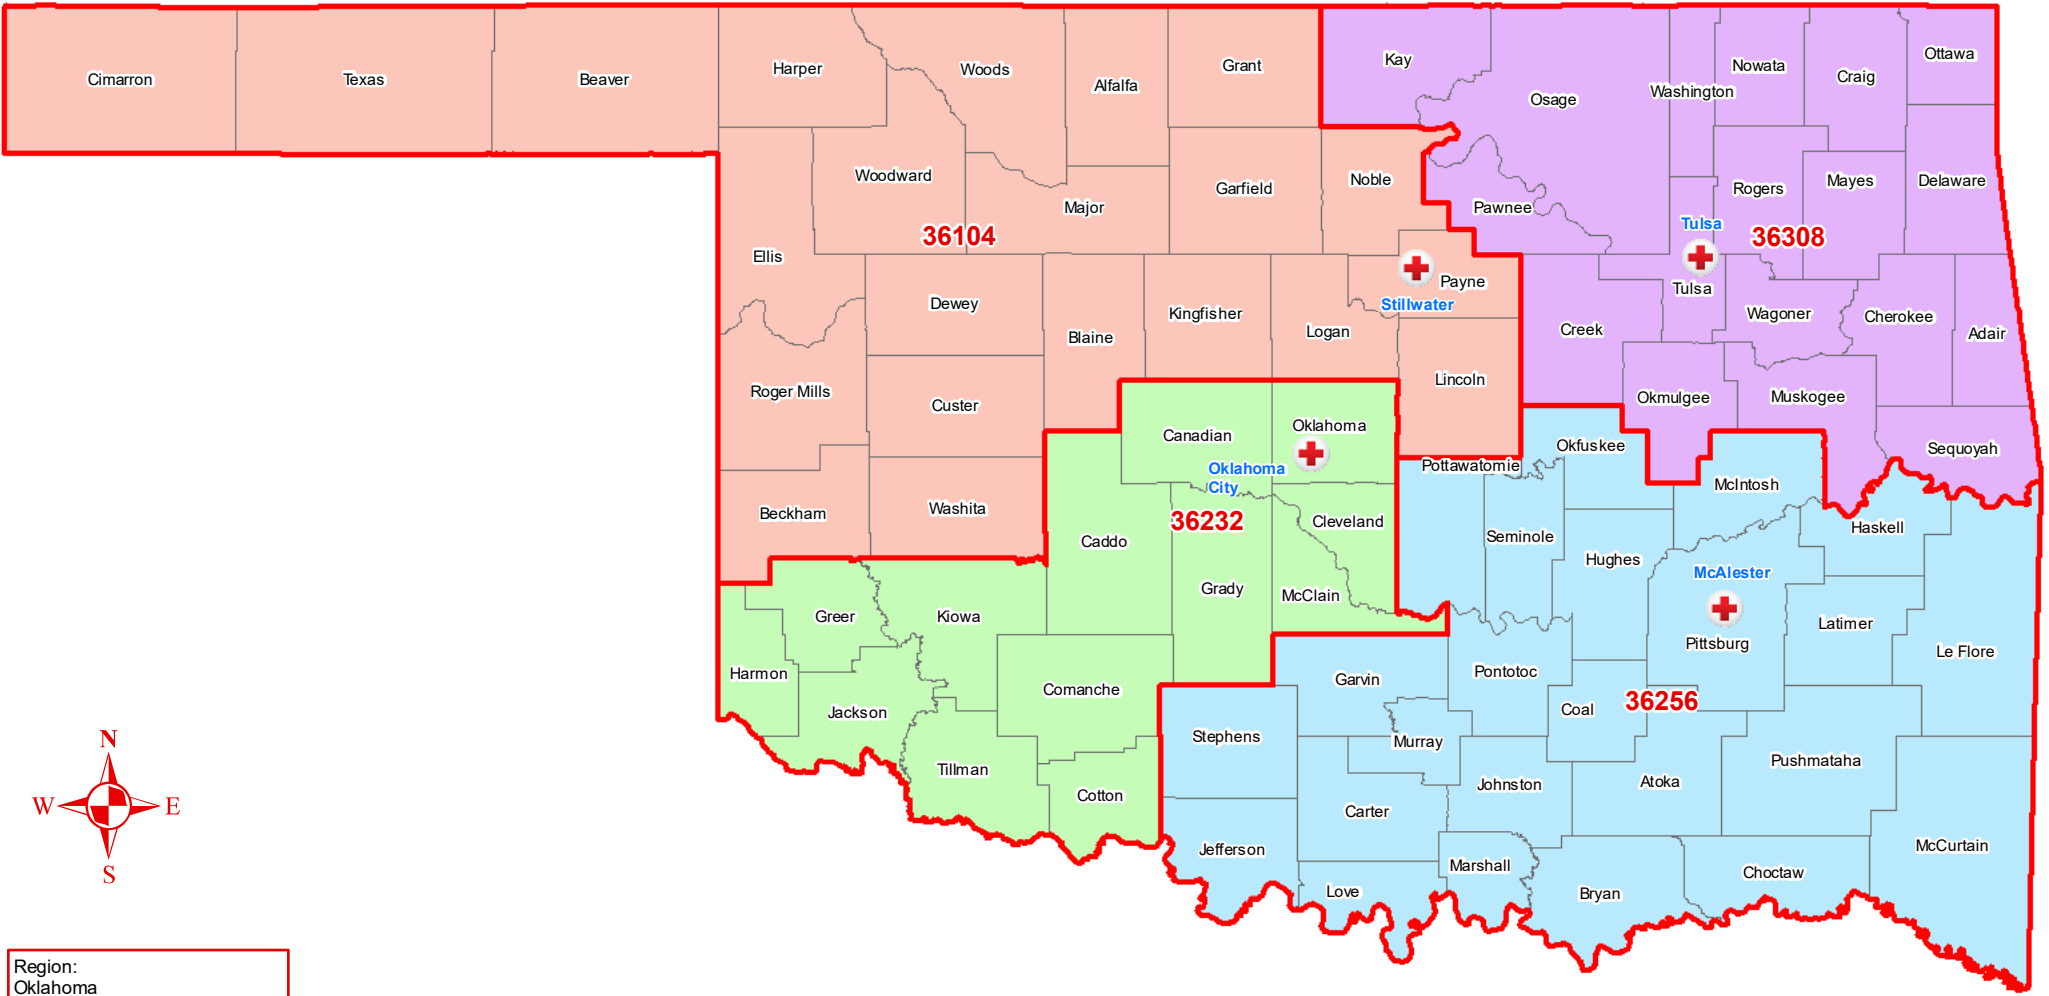 Cimarron
Texas
Beaver
Harper
Woods
Alfalfa
Grant
Kay
Osage
Washington
Nowata
Craig
Ottawa
Woodward
Major
Garfield
Noble
Pawnee
Rogers
Mayes
Delaware
36104
Tulsa
36308
Ellis
Dewey
Blaine
Kingfisher
Logan
Payne
Stillwater
Creek
Tulsa
Wagoner
Cherokee
Adair
Roger Mills
Custer
Lincoln
Okmulgee
Muskogee
Sequoyah
Canadian
Oklahoma
Oklahoma
City
Pottawatomie
Okfuskee
McIntosh
Haskell
Beckham
Washita
Caddo
36232
Cleveland
Seminole
Hughes
McAlester
Greer
Kiowa
Grady
McClain
Pittsburg
Latimer
Le Flore
Harmon
Jackson
Comanche
Garvin
Pontotoc
Coal
36256
Stephens
Murray
Tillman
Cotton
Carter
Johnston
Atoka
Pushmataha
Jefferson
Love
Marshall
Bryan
Choctaw
McCurtain
N
W
E
S
Region:
Oklahoma